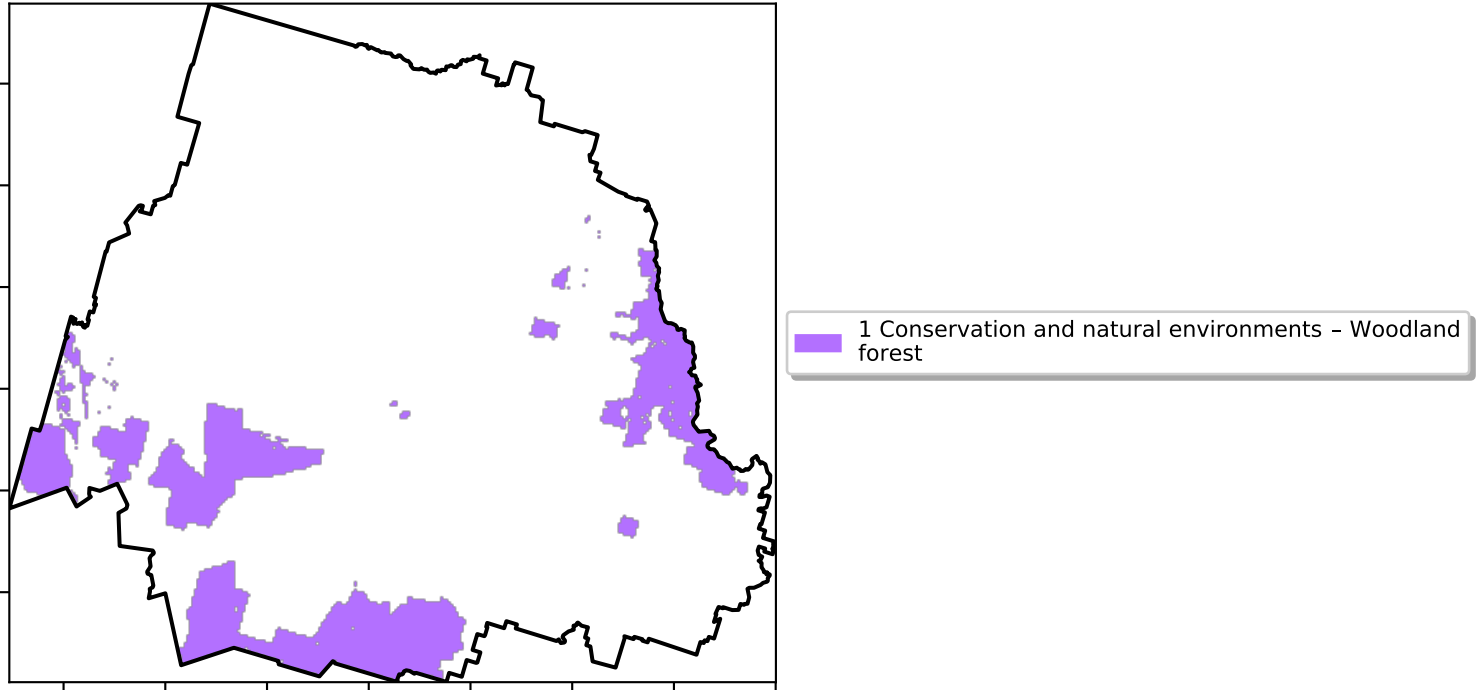 1 Conservation and natural environments – Woodland
forest